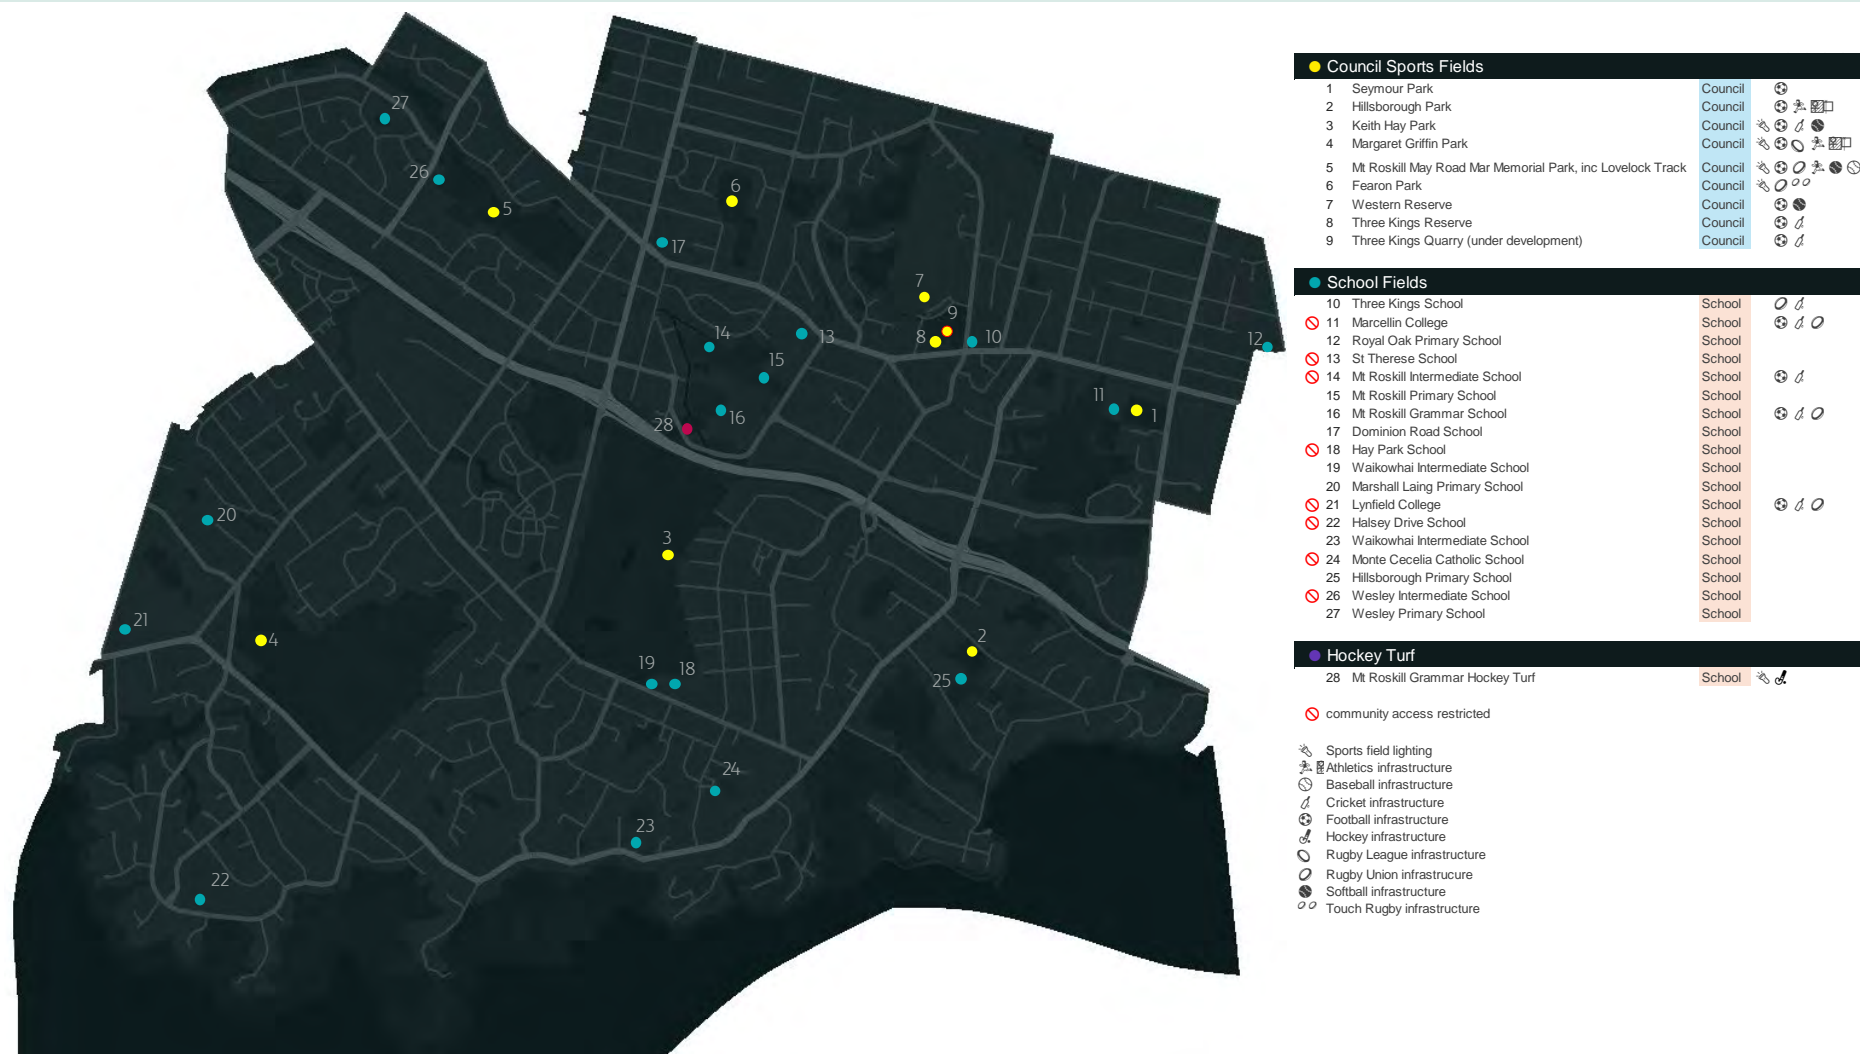 27
26
5
6
17
7
9
8
10
14
13
15
12
16
28
11
1
20
3
21
4
2
25
19
18
24
23
22
Council Sports Fields
1 Seymour Park Council
2 Hillsborough Park Council
3 Keith Hay Park Council
4 Margaret Griffin Park Council
5 Mt Roskill May Road Mar Memorial Park, inc Lovelock Track Council
6 Fearon Park Council
7 Western Reserve Council
8 Three Kings Reserve Council
9 Three Kings Quarry (under development) Council
School Fields
10 Three Kings School School
11 Marcellin College School
12 Royal Oak Primary School School
13 St Therese School School
14 Mt Roskill Intermediate School School
15 Mt Roskill Primary School School
16 Mt Roskill Grammar School School
17 Dominion Road School School
18 Hay Park School School
19 Waikowhai Intermediate School School
20 Marshall Laing Primary School School
21 Lynfield College School
22 Halsey Drive School School
23 Waikowhai Intermediate School School
24 Monte Cecelia Catholic School School
25 Hillsborough Primary School School
26 Wesley Intermediate School School
27 Wesley Primary School School
Hockey Turf
28 Mt Roskill Grammar Hockey Turf School
community access restricted
Sports field lighting
Athletics infrastructure
Baseball infrastructure
Cricket infrastructure
Football infrastructure
Hockey infrastructure
Rugby League infrastructure
Rugby Union infrastrucure
Softball infrastructure
Touch Rugby infrastructure